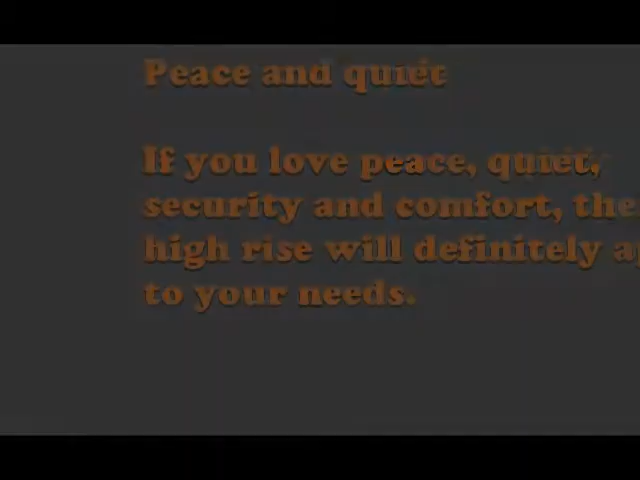 Peace and quiet
If you love peace, quiet,
security and comfort, the
high rise will definitely
to your needs.